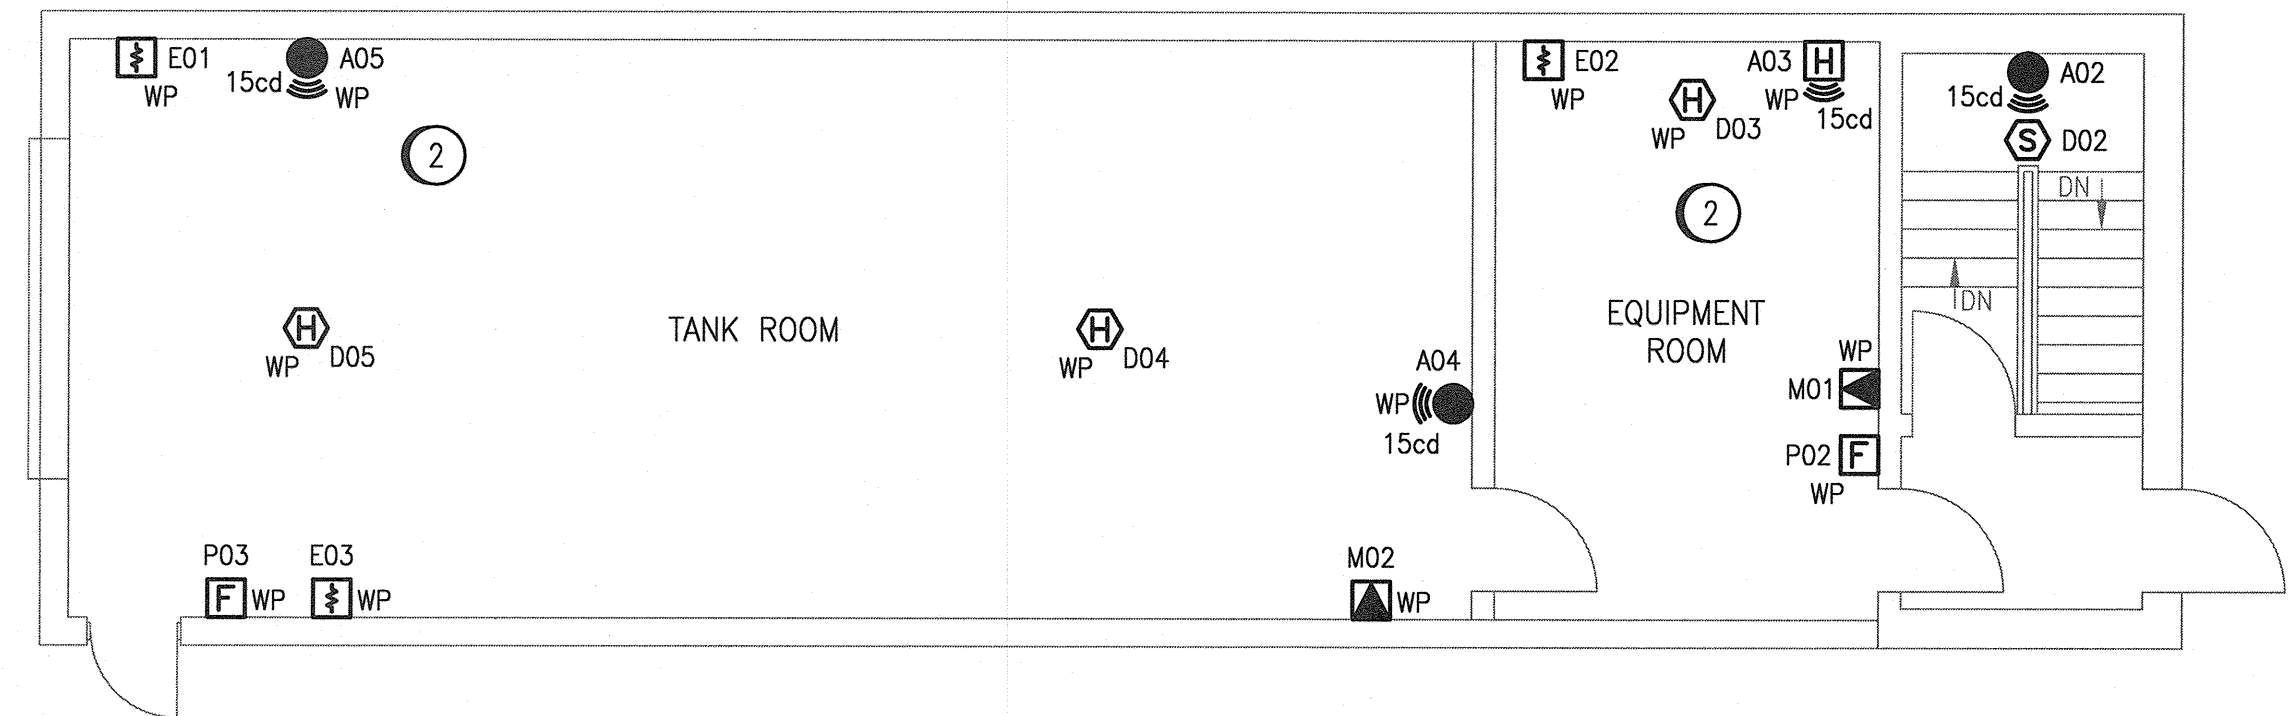 E01
WP
A05
15cd
WP
2
E02
WP
A03
H
WP
15cd
H
WP
D03
2
A02
15cd
S
D02
DN
DN
H
WP
D05
TANK ROOM
H
WP
D04
EQUIPMENT
ROOM
A04
WP
15cd
WP
M01
P02
F
WP
P03
F
WP
E03
WP
M02
WP